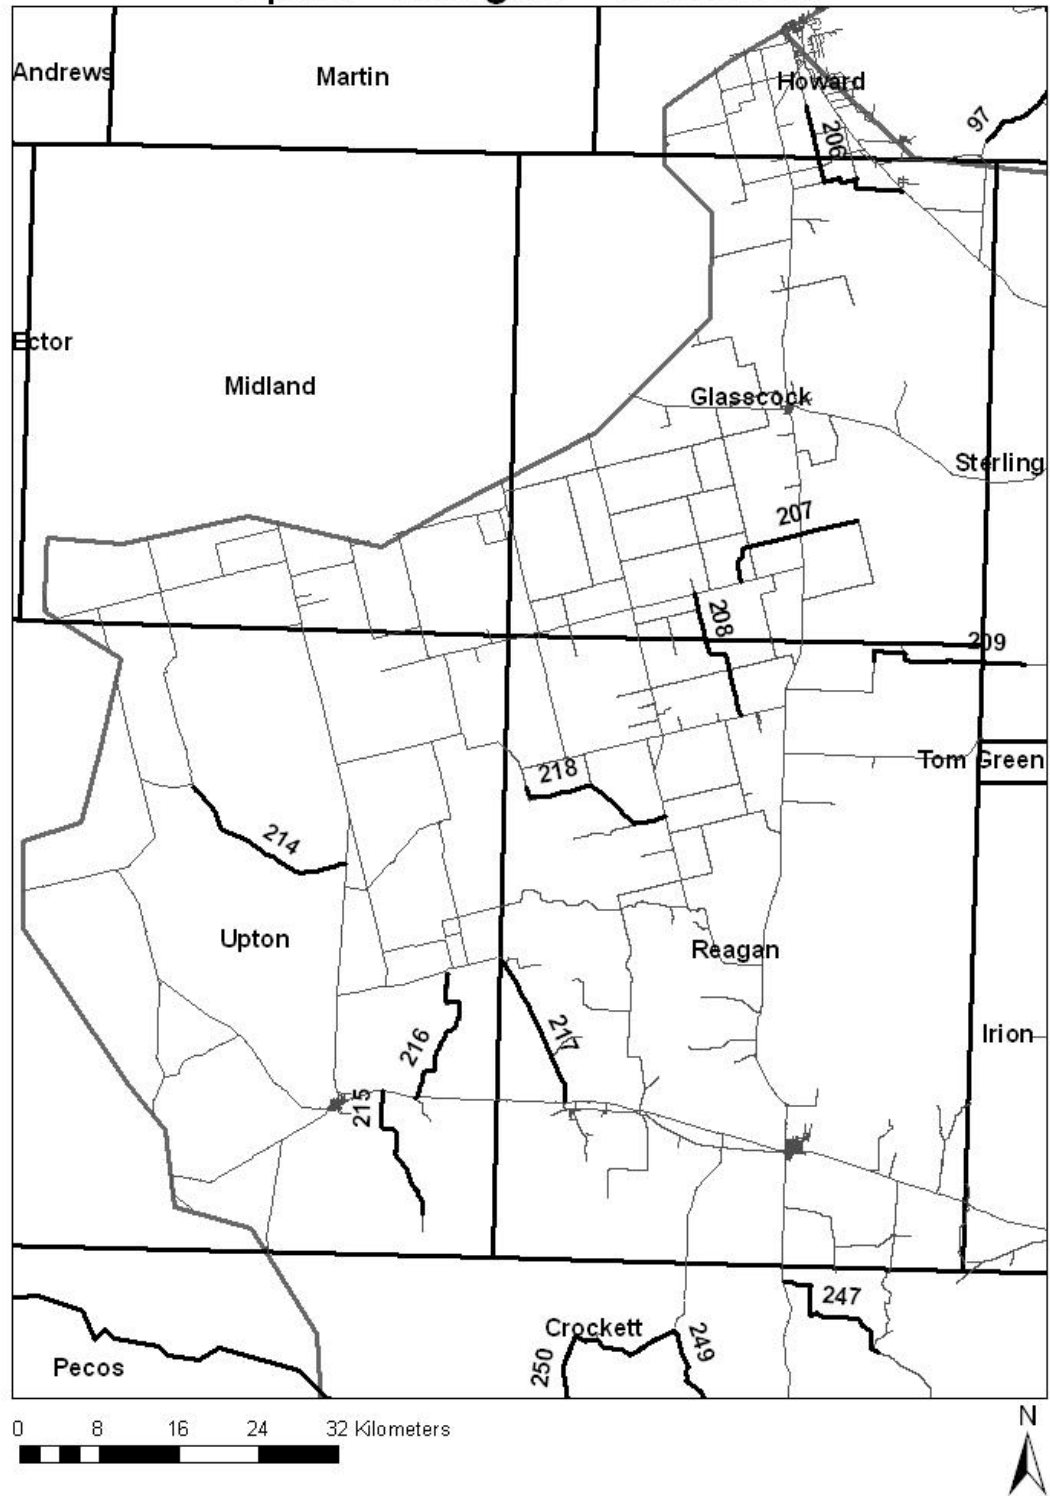 Andrews
Martin
Howard
97
206
Ector
Midland
Glasscock
Sterling
207
208
209
Tom Green
218
214
Upton
Reagan
Irion
216
217
215
247
Crockett
249
250
Pecos
0 8 16 24 32 Kilometers
N